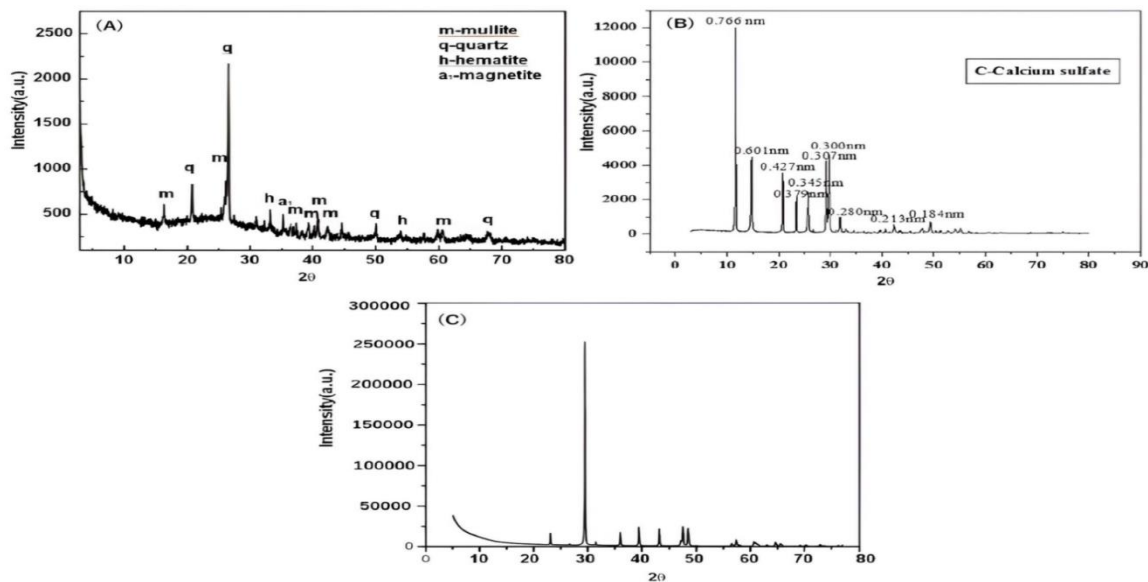 (A)
m-mullite
q-quartz
h-hematite
a₁-magnetite
Intensity(a.u.)
2500
2000
1500
1000
500
m
q
m
q
h
a₁
m
m
m
m
q
h
m
q
10
20
30
40
50
60
70
80
2θ
(B)
C-Calcium sulfate
Intensity(a.u.)
12000
10000
8000
6000
4000
2000
0
0.766 nm
0.601nm
0.427nm
0.379nm
0.345nm
0.307nm
0.300nm
0.280nm
0.213nm
0.184nm
0
10
20
30
40
50
60
70
80
90
2θ
(C)
Intensity(a.u.)
300000
250000
200000
150000
100000
50000
0
0
10
20
30
40
50
60
70
80
2θ